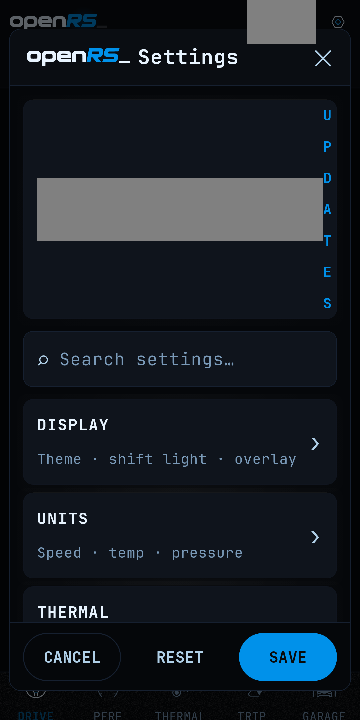 openRS_
openRS_ Settings
UPDATES
Search settings…
DISPLAY
Theme · shift light · overlay
UNITS
Speed · temp · pressure
THERMAL
CANCEL RESET SAVE
DRIVE PERF THERMAL TRIP GARAGE